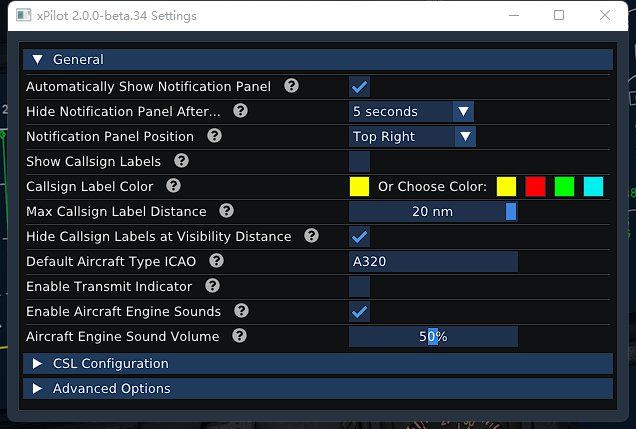 xPilot 2.0.0-beta.34 Settings
General
Automatically Show Notification Panel ?
Hide Notification Panel After... ? 5 seconds
Notification Panel Position ? Top Right
Show Callsign Labels ?
Callsign Label Color ? Or Choose Color:
Max Callsign Label Distance ? 20 nm
Hide Callsign Labels at Visibility Distance ?
Default Aircraft Type ICAO ? A320
Enable Transmit Indicator ?
Enable Aircraft Engine Sounds ?
Aircraft Engine Sound Volume ? 50%
CSL Configuration
Advanced Options